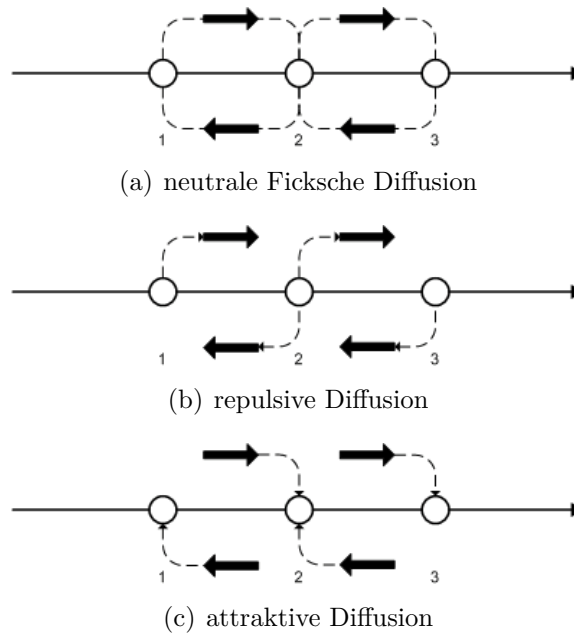 1 2 3
(a) neutrale Ficksche Diffusion
1 2 3
(b) repulsive Diffusion
1 2 3
(c) attraktive Diffusion